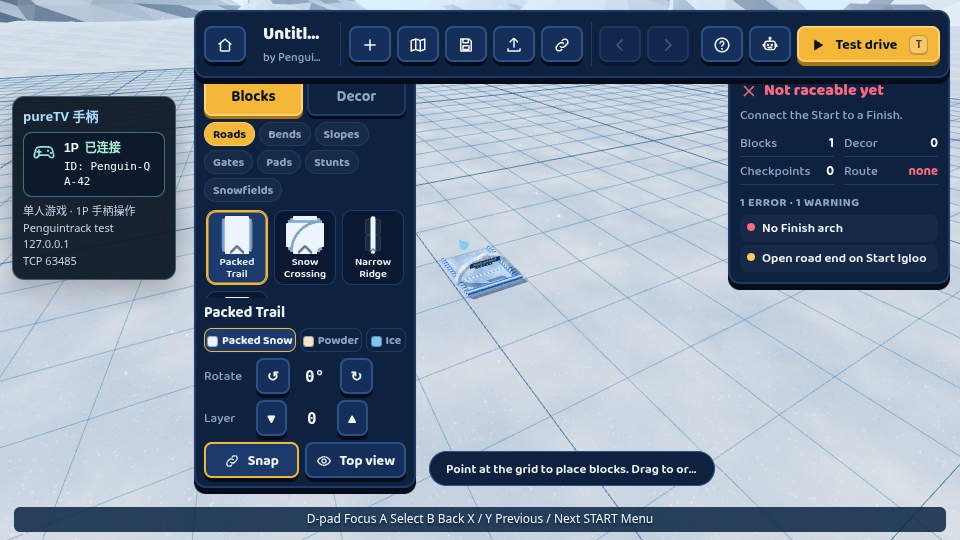 Untitl...
by Pengui...
Test drive T
pureTV 手柄
1P 已连接
ID: Penguin-Q
A-42
单人游戏 · 1P 手柄操作
Penguintrack test
127.0.0.1
TCP 63485
Blocks Decor
Roads Bends Slopes
Gates Pads Stunts
Snowfields
Packed Trail
Snow Crossing
Narrow Ridge
Packed Trail
Packed Snow Powder Ice
Rotate 0°
Layer 0
Snap Top view
Not raceable yet
Connect the Start to a Finish.
Blocks 1 Decor 0
Checkpoints 0 Route none
1 ERROR · 1 WARNING
No Finish arch
Open road end on Start Igloo
Point at the grid to place blocks. Drag to or...
D-pad Focus A Select B Back X / Y Previous / Next START Menu